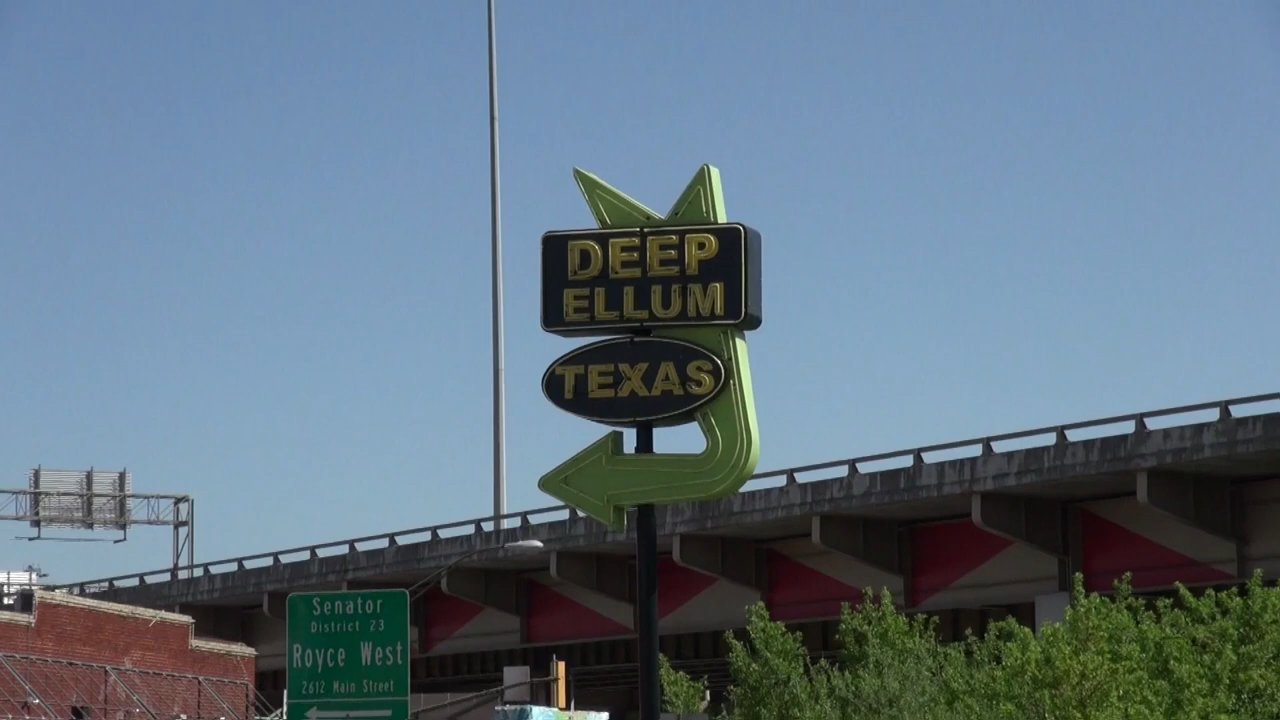 DEEP
ELLUM
TEXAS
Senator
District 23
Royce West
2612 Main Street